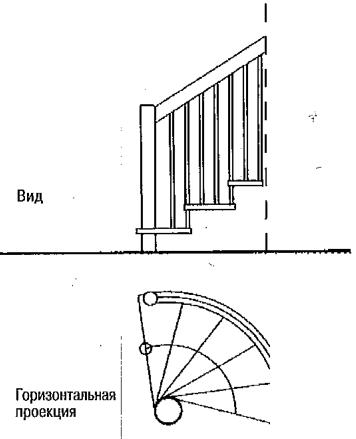 Вид
Горизонтальная
проекция